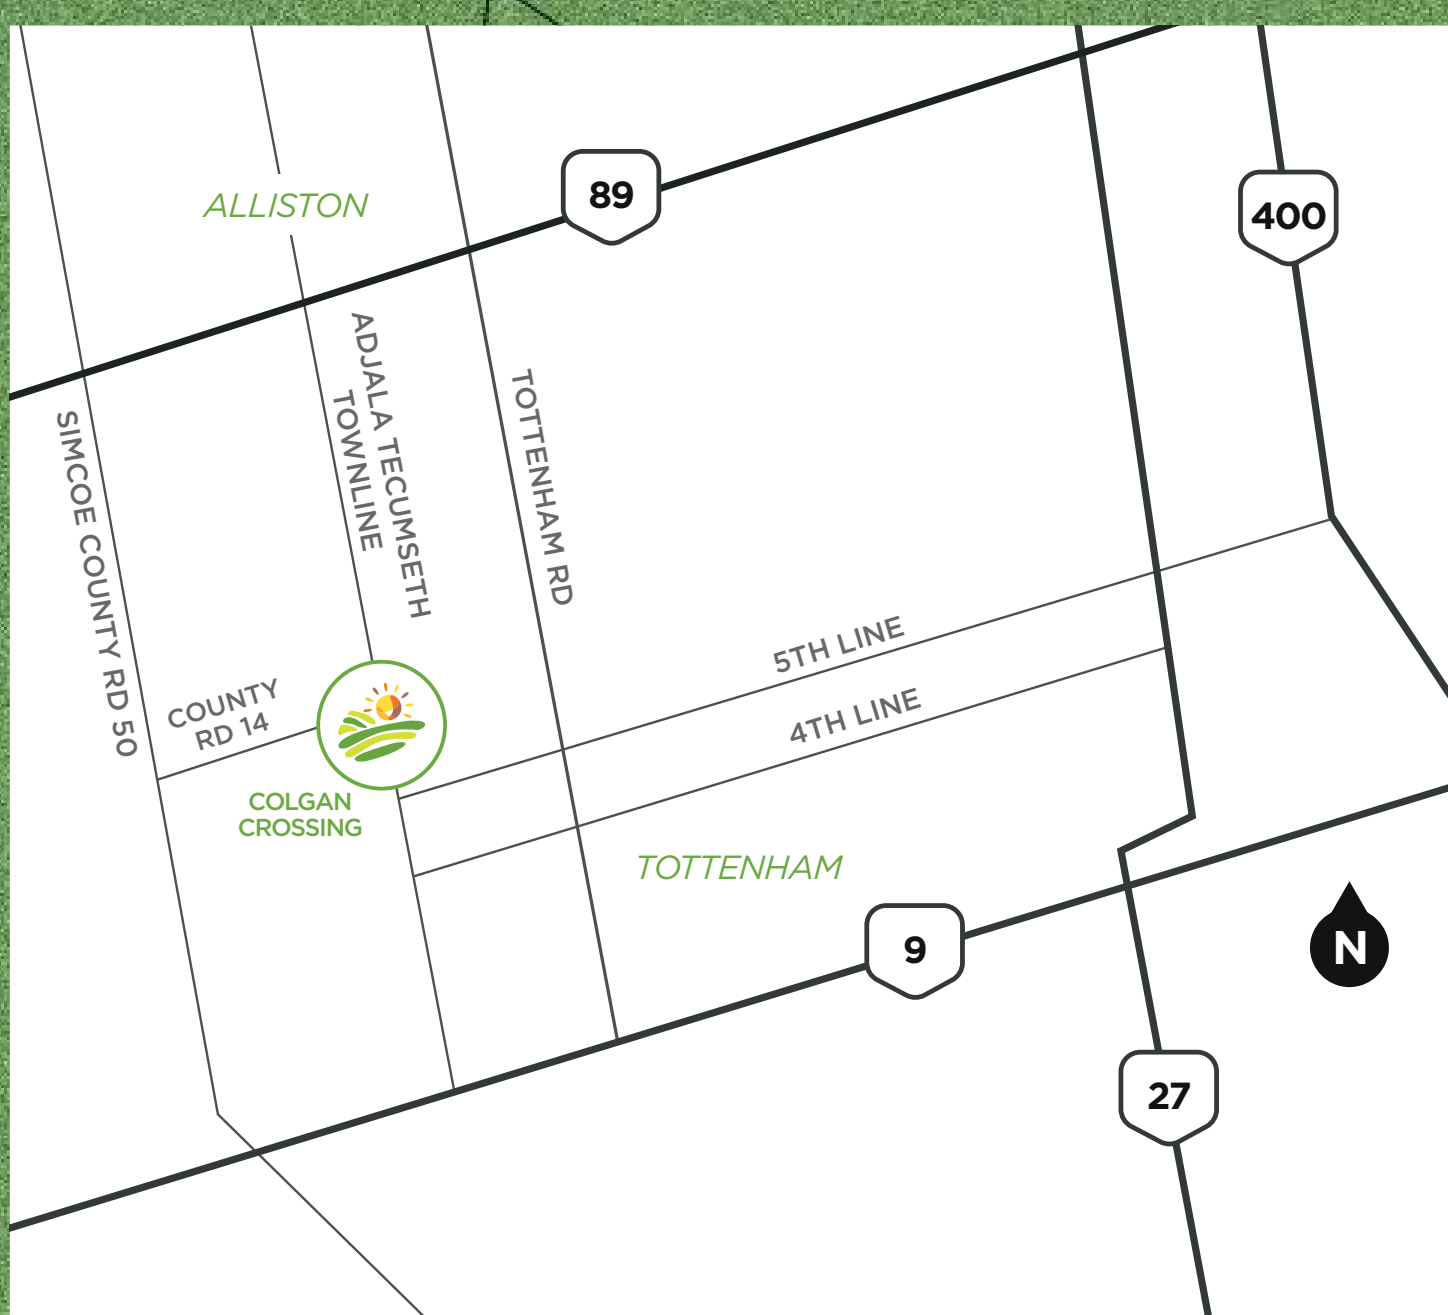 89
400
ALLISTON
ADJALA TECUMSETH
TOWNLINE
TOTTENHAM RD
SIMCOE COUNTY RD 50
5TH LINE
COUNTY
RD 14
4TH LINE
COLGAN
CROSSING
TOTTENHAM
9
N
27